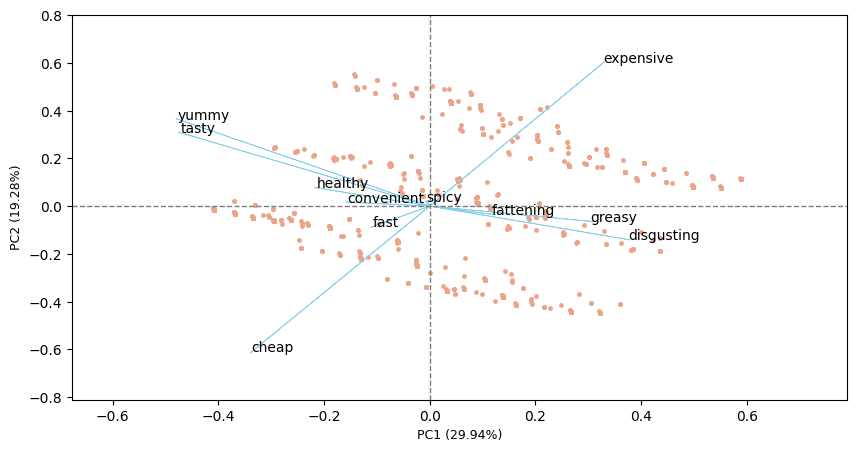 0.8
0.6
0.4
0.2
0.0
−0.2
−0.4
−0.6
−0.8
PC2 (19.28%)
expensive
yummy
tasty
healthy
convenient
spicy
fattening
fast
greasy
disgusting
cheap
−0.6
−0.4
−0.2
0.0
0.2
0.4
0.6
PC1 (29.94%)